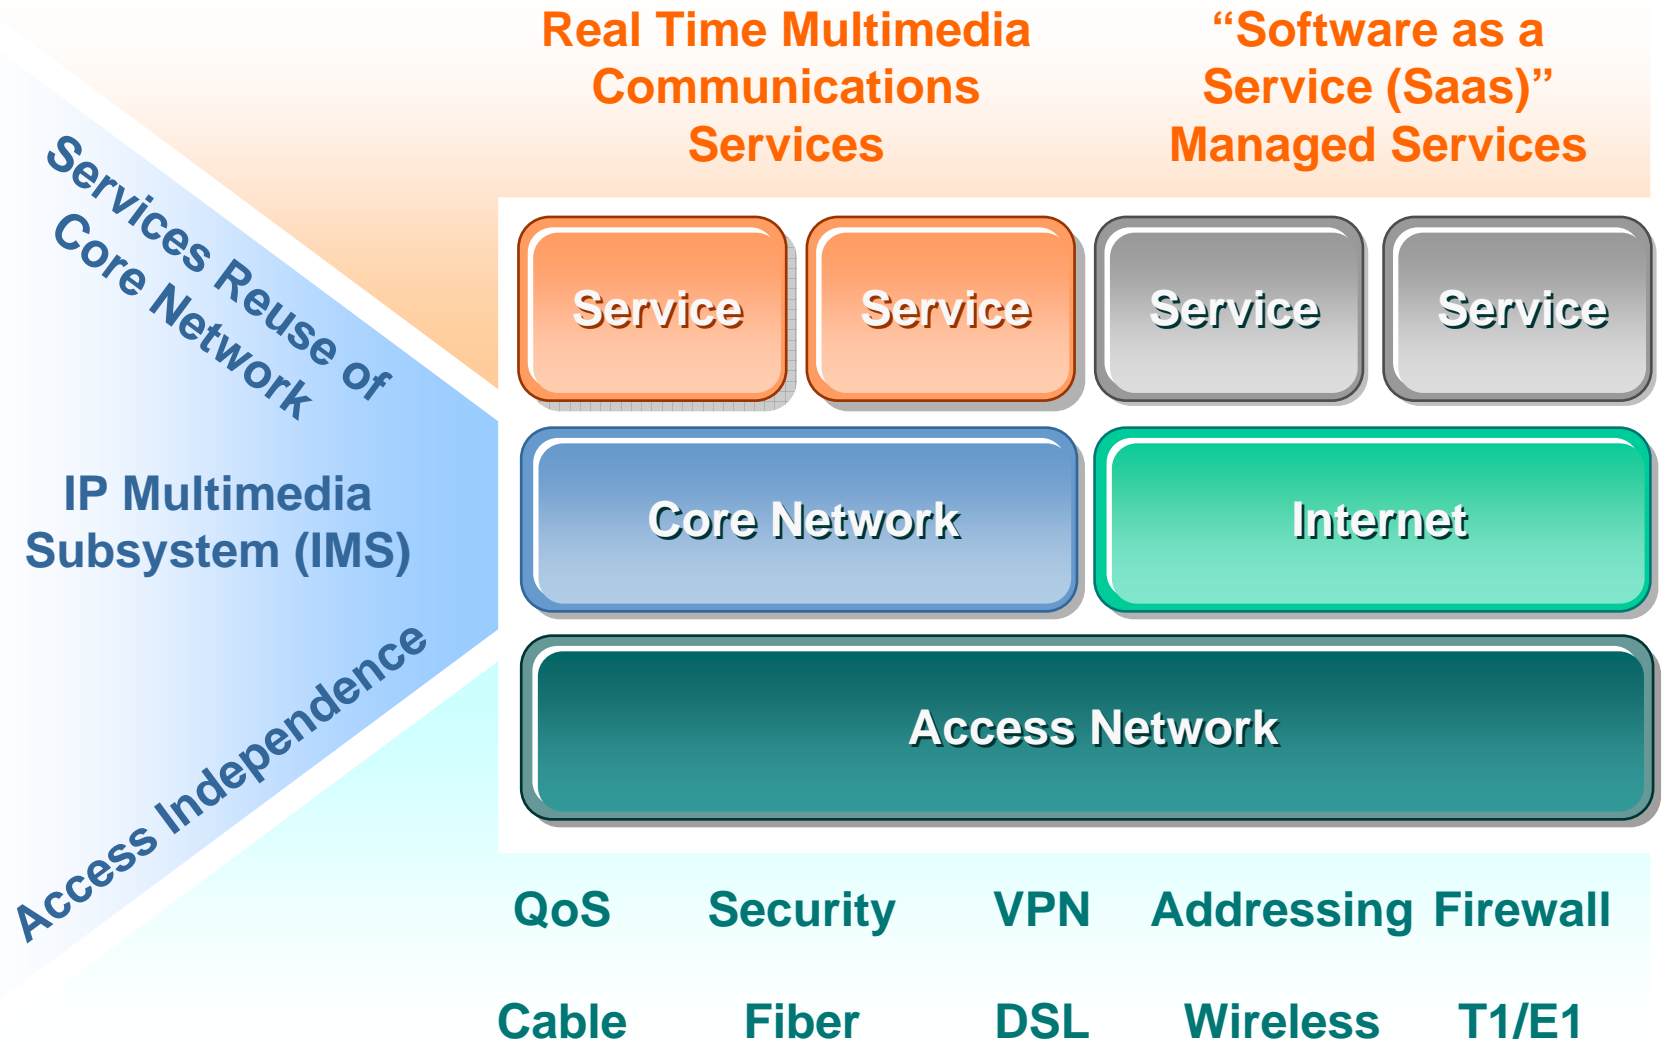 Real Time Multimedia
Communications
Services
“Software as a
Service (Saas)”
Managed Services
Services Reuse of
Core Network
IP Multimedia
Subsystem (IMS)
Access Independence
Service Service Service Service
Core Network Internet
Access Network
QoS Security VPN Addressing Firewall
Cable Fiber DSL Wireless T1/E1